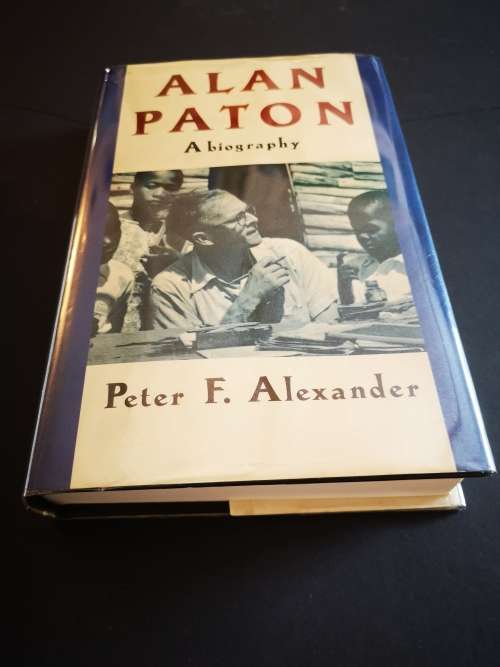 ALAN
PATON
A biography
Peter F. Alexander